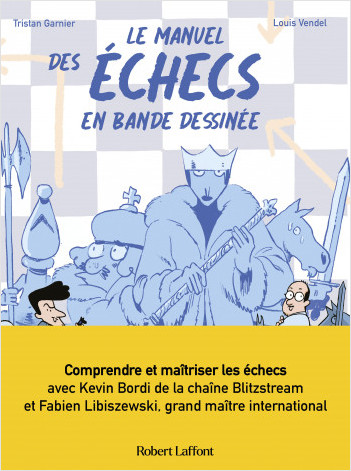 Tristan Garnier
Louis Vendel
LE MANUEL
DES ÉCHECS
EN BANDE DESSINÉE
Comprendre et maîtriser les échecs
avec Kevin Bordi de la chaîne Blitzstream
et Fabien Libiszewski, grand maître international
Robert Laffont